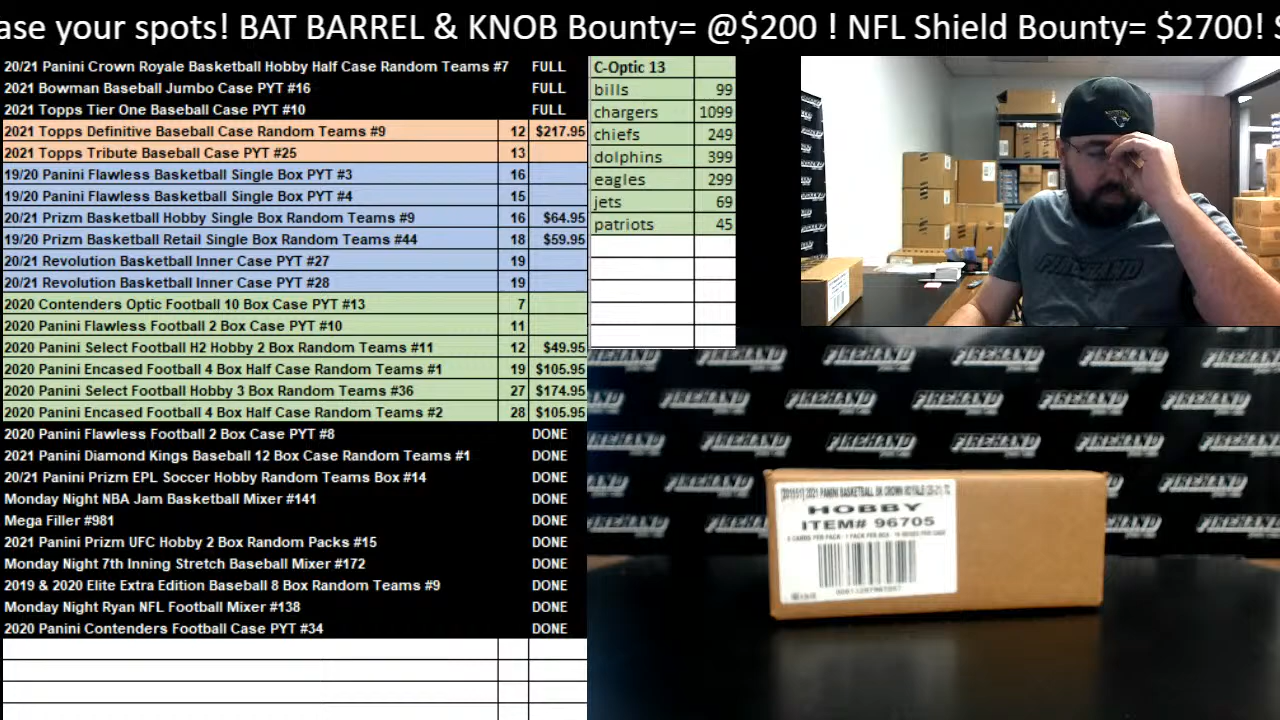 ase your spots! BAT BARREL & KNOB Bounty= @$200 ! NFL Shield Bounty= $2700! S
20/21 Panini Crown Royale Basketball Hobby Half Case Random Teams #7 FULL
2021 Bowman Baseball Jumbo Case PYT #16 FULL
2021 Topps Tier One Baseball Case PYT #10 FULL
2021 Topps Definitive Baseball Case Random Teams #9 12 $217.95
2021 Topps Tribute Baseball Case PYT #25 13
19/20 Panini Flawless Basketball Single Box PYT #3 16
19/20 Panini Flawless Basketball Single Box PYT #4 15
20/21 Prizm Basketball Hobby Single Box Random Teams #9 16 $64.95
19/20 Prizm Basketball Retail Single Box Random Teams #44 18 $59.95
20/21 Revolution Basketball Inner Case PYT #27 19
20/21 Revolution Basketball Inner Case PYT #28 19
2020 Contenders Optic Football 10 Box Case PYT #13 7
2020 Panini Flawless Football 2 Box Case PYT #10 11
2020 Panini Select Football H2 Hobby 2 Box Random Teams #11 12 $49.95
2020 Panini Encased Football 4 Box Half Case Random Teams #1 19 $105.95
2020 Panini Select Football Hobby 3 Box Random Teams #36 27 $174.95
2020 Panini Encased Football 4 Box Half Case Random Teams #2 28 $105.95
2020 Panini Flawless Football 2 Box Case PYT #8 DONE
2021 Panini Diamond Kings Baseball 12 Box Case Random Teams #1 DONE
20/21 Panini Prizm EPL Soccer Hobby Random Teams Box #14 DONE
Monday Night NBA Jam Basketball Mixer #141 DONE
Mega Filler #981 DONE
2021 Panini Prizm UFC Hobby 2 Box Random Packs #15 DONE
Monday Night 7th Inning Stretch Baseball Mixer #172 DONE
2019 & 2020 Elite Extra Edition Baseball 8 Box Random Teams #9 DONE
Monday Night Ryan NFL Football Mixer #138 DONE
2020 Panini Contenders Football Case PYT #34 DONE
C-Optic 13
bills 99
chargers 1099
chiefs 249
dolphins 399
eagles 299
jets 69
patriots 45
FIREHAND
FIREHAND FIREHAND FIREHAND FIREHAND
HOBBY
ITEM# 96705